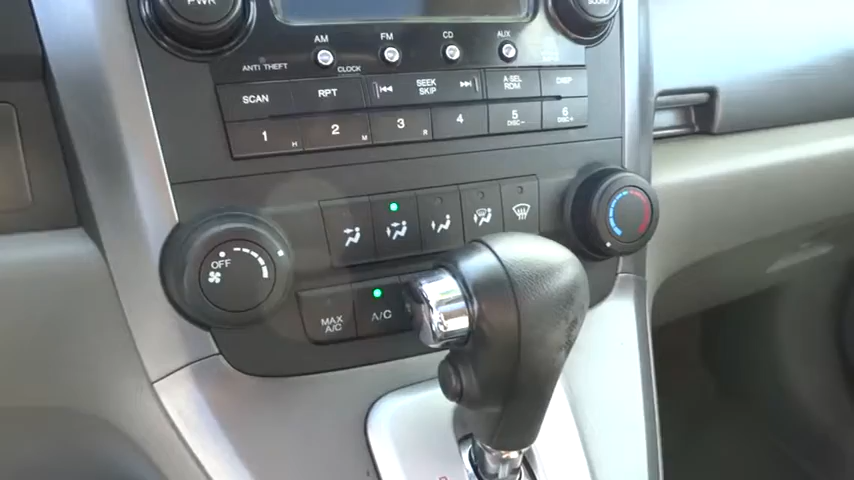 PWR
SOUND
AM FM CD AUX
ANTI THEFT CLOCK
SCAN RPT SEEK SKIP A.SEL RDM DISP
1 H 2 M 3 R 4 5 DISC- 6 DISC+
OFF
MAX A/C A/C